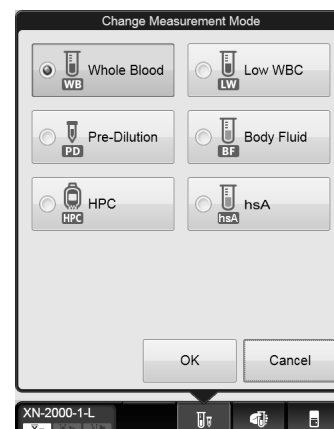 Change Measurement Mode
Whole Blood
WB
Low WBC
LW
Pre-Dilution
PD
Body Fluid
BF
HPC
HPC
hsA
hsA
OK
Cancel
XN-2000-1-L